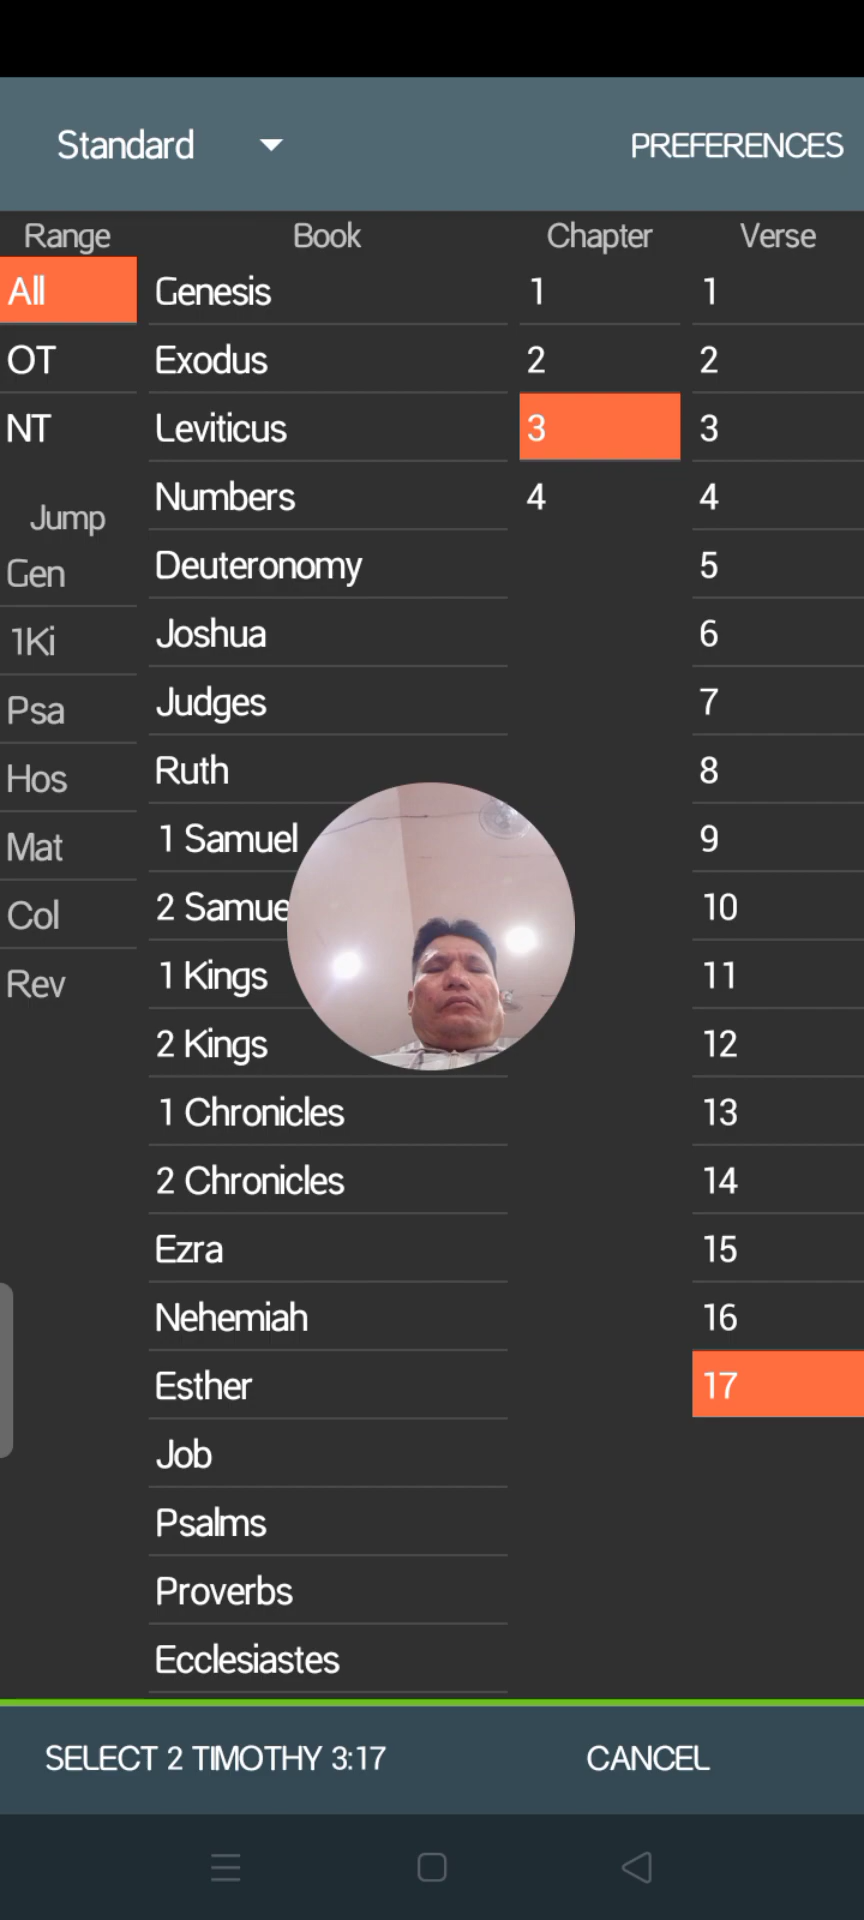 Standard
PREFERENCES
Range Book Chapter Verse
All Genesis 1 1
OT Exodus 2 2
NT Leviticus 3 3
Numbers 4 4
Jump
Deuteronomy 5
Gen
Joshua 6
1Ki
Judges 7
Psa
Ruth 8
Hos
1 Samuel 9
Mat
2 Samue 10
Col
1 Kings 11
Rev
2 Kings 12
1 Chronicles 13
2 Chronicles 14
Ezra 15
Nehemiah 16
Esther 17
Job
Psalms
Proverbs
Ecclesiastes
SELECT 2 TIMOTHY 3:17 CANCEL